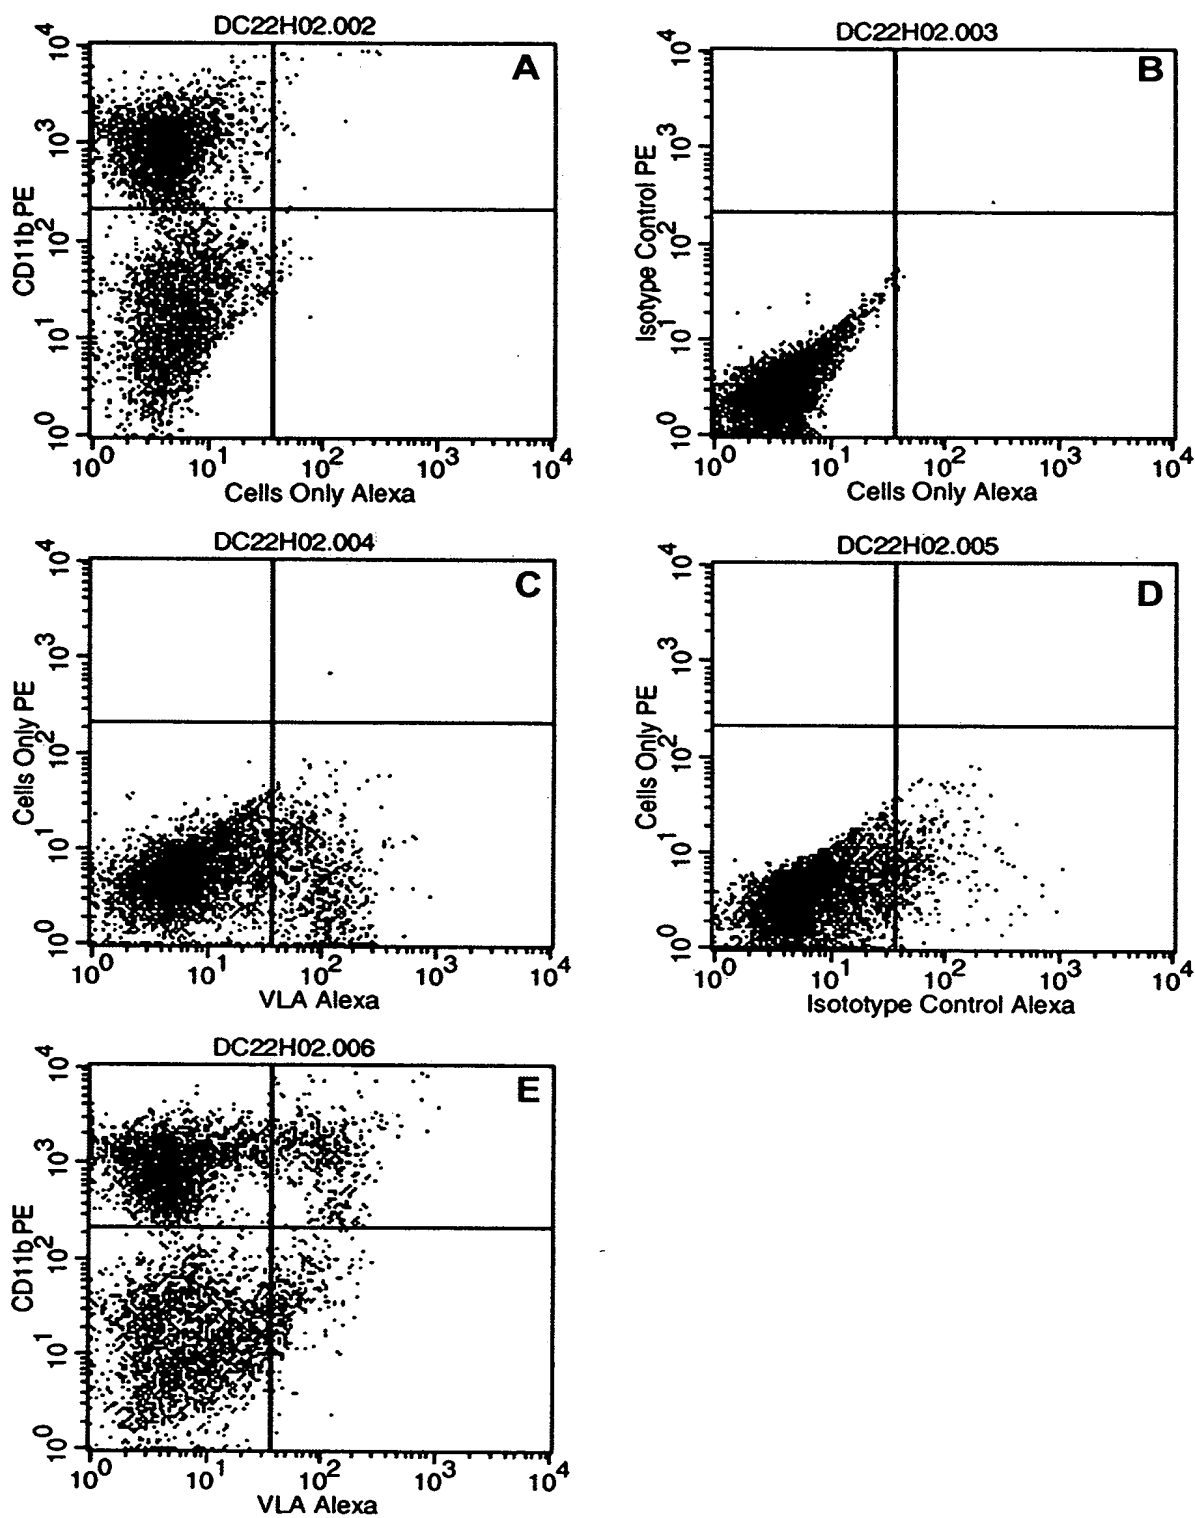 DC22H02.002
A
10^4
10^3
10^2
10^1
10^0
CD11b PE
10^0 10^1 10^2 10^3 10^4
Cells Only Alexa
DC22H02.003
B
10^4
10^3
10^2
10^1
10^0
Isotype Control PE
10^0 10^1 10^2 10^3 10^4
Cells Only Alexa
DC22H02.004
C
10^4
10^3
10^2
10^1
10^0
Cells Only PE
10^0 10^1 10^2 10^3 10^4
VLA Alexa
DC22H02.005
D
10^4
10^3
10^2
10^1
10^0
Cells Only PE
10^0 10^1 10^2 10^3 10^4
Isototype Control Alexa
DC22H02.006
E
10^4
10^3
10^2
10^1
10^0
CD11b PE
10^0 10^1 10^2 10^3 10^4
VLA Alexa